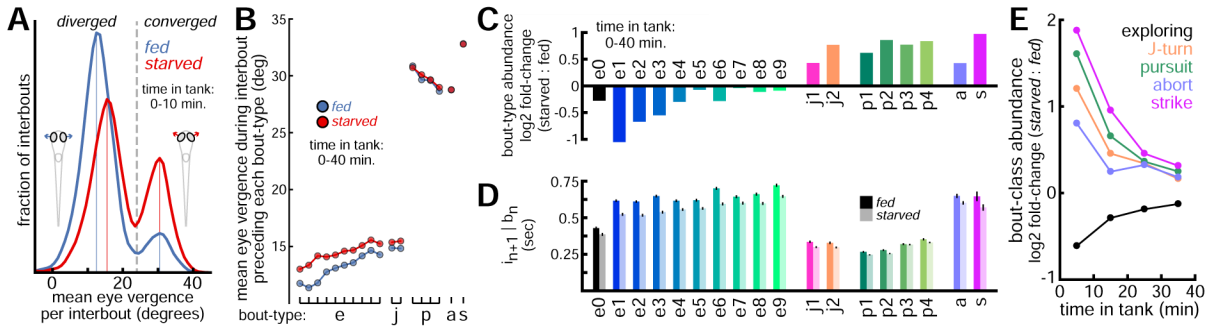 A
diverged
converged
fed
starved
time in tank:
0-10 min.
fraction of interbouts
0
20
40
mean eye vergence
per interbout (degrees)
B
35
30
25
20
15
mean eye vergence during interbout
preceding each bout-type (deg)
fed
starved
time in tank:
0-40 min.
bout-type:
e
j
p
a
s
C
time in tank:
0-40 min.
bout-type abundance
log2 fold-change
(starved : fed)
1
0.5
0
-0.5
-1
e0 e1 e2 e3 e4 e5 e6 e7 e8 e9
j1 j2
p1 p2 p3 p4
a s
D
i n+1 | b n
(sec)
0.75
0.5
0.25
fed
starved
e0 e1 e2 e3 e4 e5 e6 e7 e8 e9
j1 j2
p1 p2 p3 p4
a s
E
exploring
J-turn
pursuit
abort
strike
bout-class abundance
log2 fold-change (starved : fed)
2
1
0
-1
0 10 20 30 40
time in tank (min)